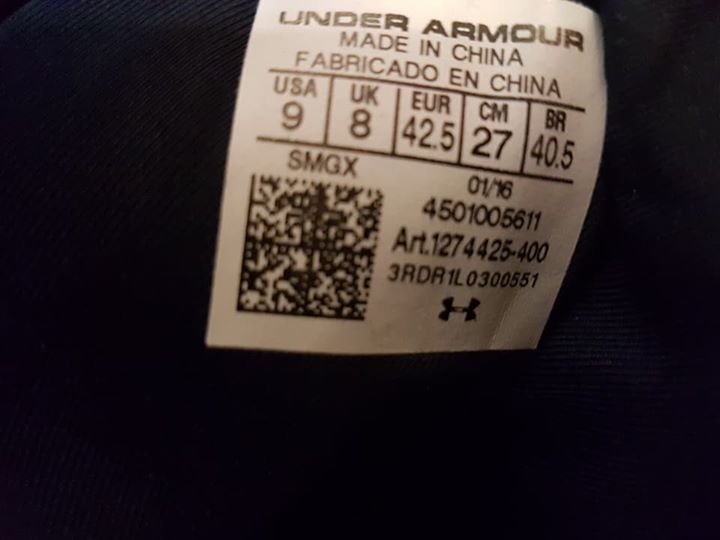 UNDER ARMOUR
MADE IN CHINA
FABRICADO EN CHINA
USA UK EUR CM BR
9 8 42.5 27 40.5
SMGX
01/16
4501005611
Art.1274425-400
3RDR1L0300551